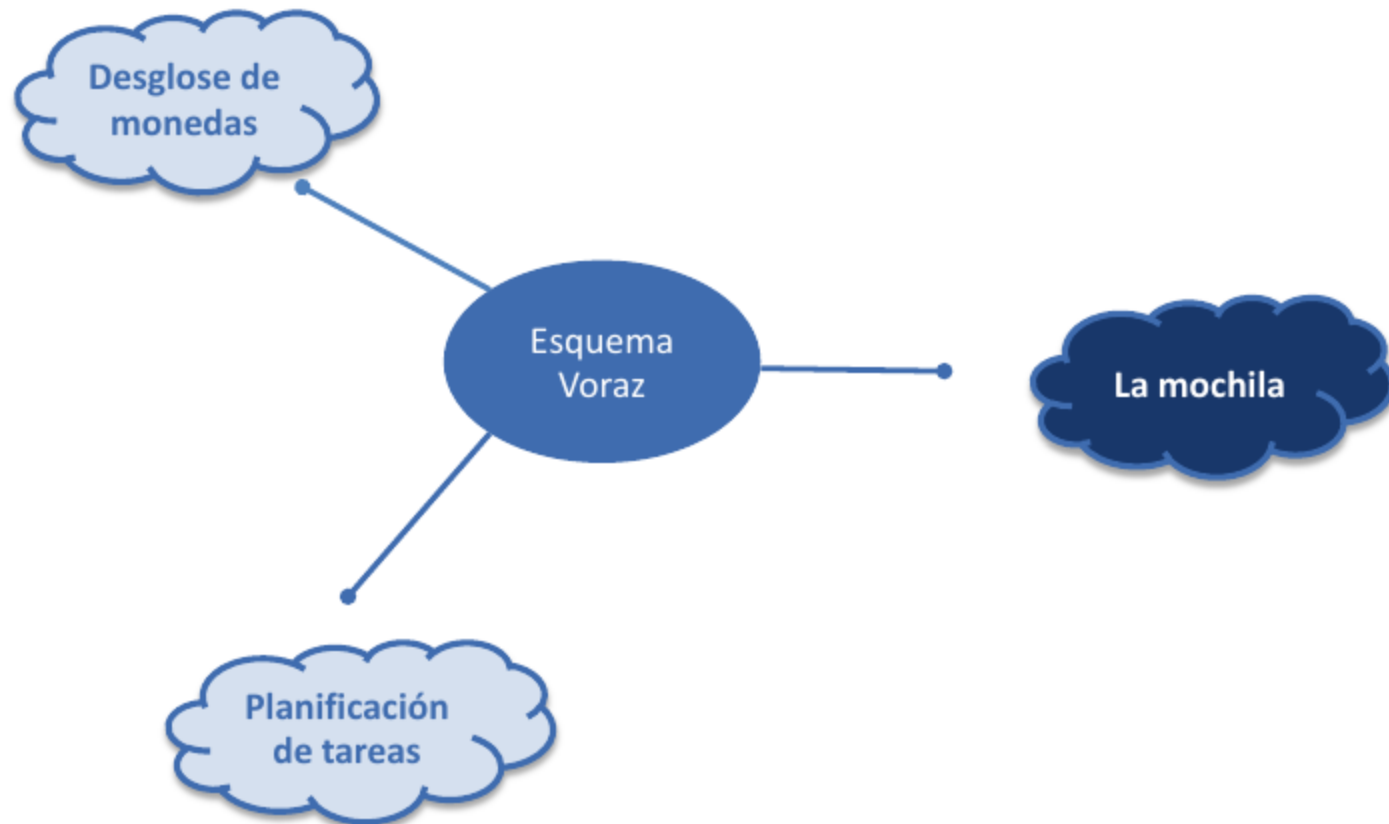 Desglose de
monedas
Esquema
Voraz
La mochila
Planificación
de tareas